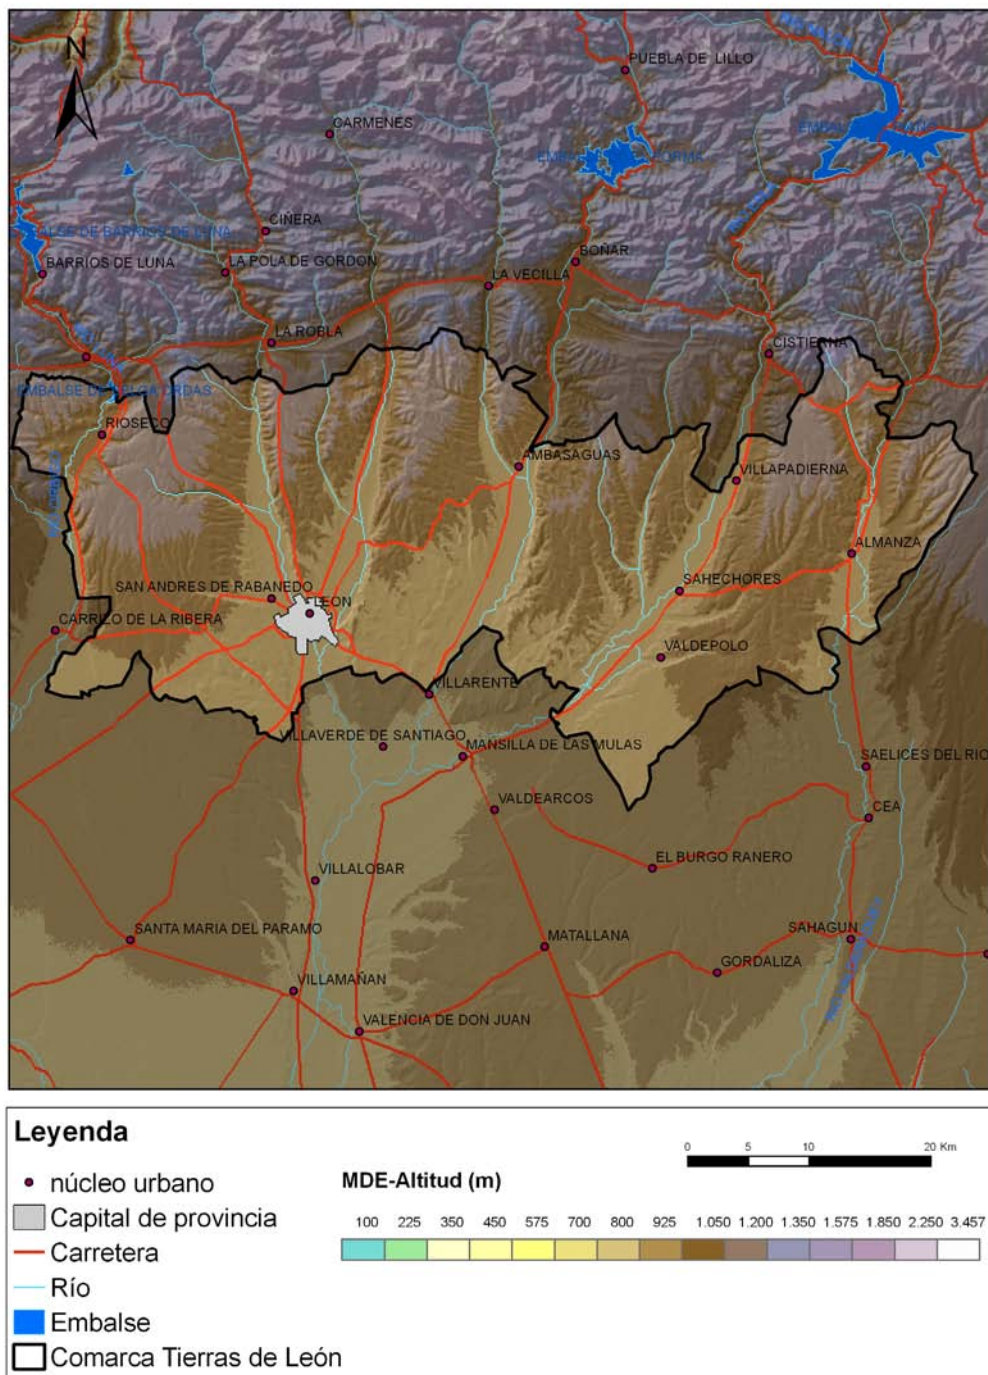 N
PUEBLA DE LILLO
CARMENES
CIÑERA
EMBALSE DE BARRIOS DE LUNA
BARRIOS DE LUNA
LA POLA DE GORDON
BOÑAR
LA VECILLA
LA ROBLA
CISTIERNA
RIOSECO
AMBASAGUAS
VILLAPADIERNA
ALMANZA
SAN ANDRES DE RABANEDO
LEON
SAHECHORES
CARRIZO DE LA RIBERA
VALDEPOLO
VILLARENTE
VILLAVERDE DE SANTIAGO
MANSILLA DE LAS MULAS
SAELICES DEL RIO
VALDEARCOS
CEA
EL BURGO RANERO
VILLALOBAR
SANTA MARIA DEL PARAMO
MATALLANA
SAHAGUN
GORDALIZA
VILLAMAÑAN
VALENCIA DE DON JUAN
Leyenda
núcleo urbano
Capital de provincia
Carretera
Río
Embalse
Comarca Tierras de León
0 5 10 20 Km
MDE-Altitud (m)
100 225 350 450 575 700 800 925 1.050 1.200 1.350 1.575 1.850 2.250 3.457